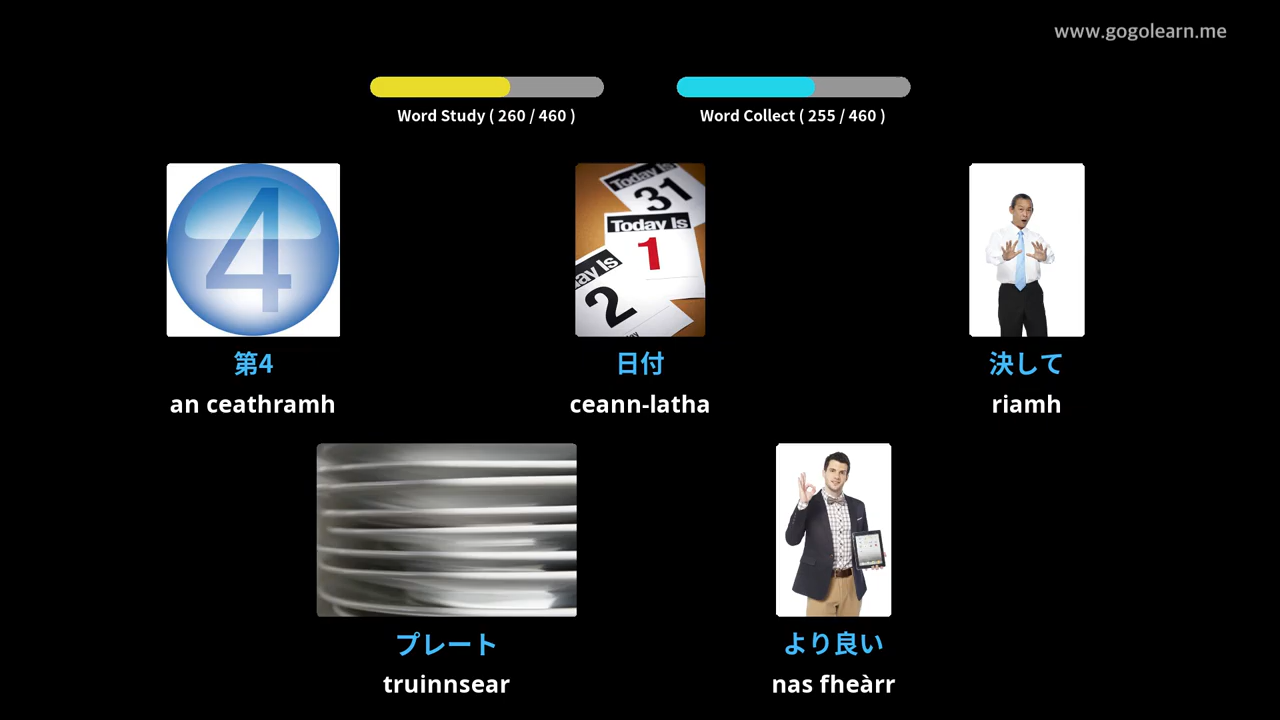 www.gogolearn.me
Word Study ( 260 / 460 )
Word Collect ( 255 / 460 )
4
Today Is
31
Today Is
1
ay Is
2
第4
日付
決して
an ceathramh
ceann-latha
riamh
プレート
より良い
truinnsear
nas fheàrr